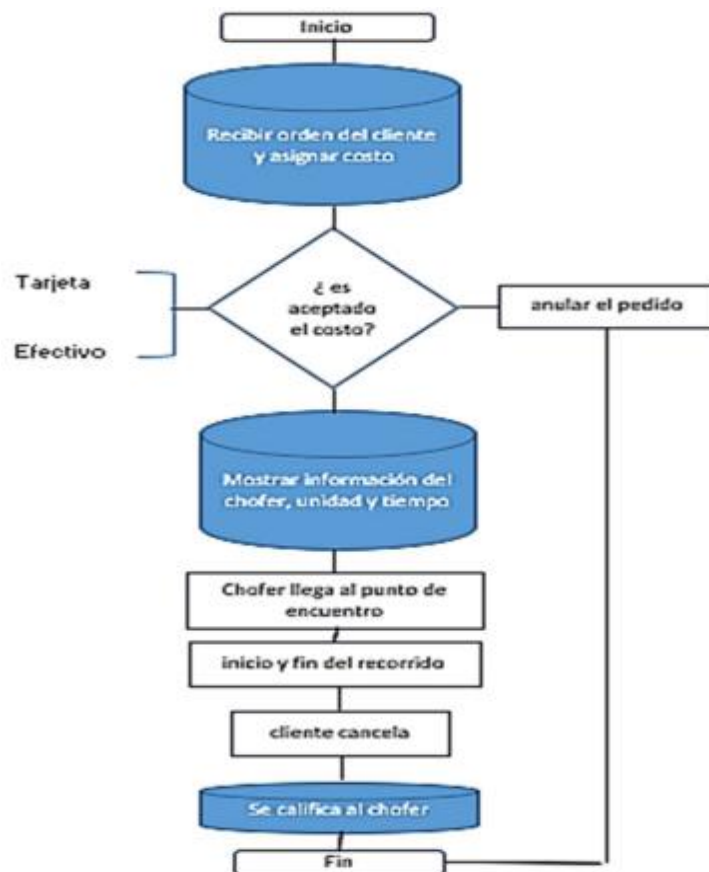 Inicio
Recibir orden del cliente
y asignar costo
Tarjeta
Efectivo
¿ es
aceptado
el costo?
anular el pedido
Mostrar información del
chofer, unidad y tiempo
Chofer llega al punto de
encuentro
inicio y fin del recorrido
cliente cancela
Se califica al chofer
Fin